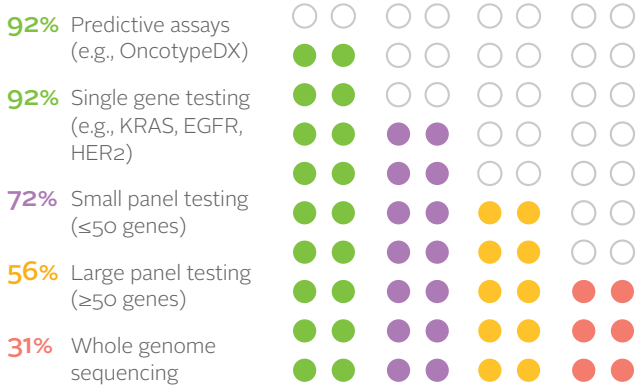 92% Predictive assays
(e.g., OncotypeDX)
92% Single gene testing
(e.g., KRAS, EGFR,
HER2)
72% Small panel testing
(≤50 genes)
56% Large panel testing
(≥50 genes)
31% Whole genome
sequencing